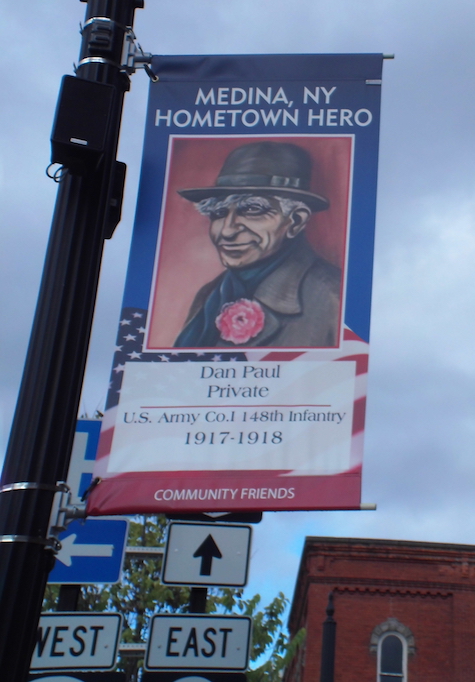 MEDINA, NY
HOMETOWN HERO
Dan Paul
Private
U.S. Army Co.I 148th Infantry
1917-1918
COMMUNITY FRIENDS
WEST
EAST